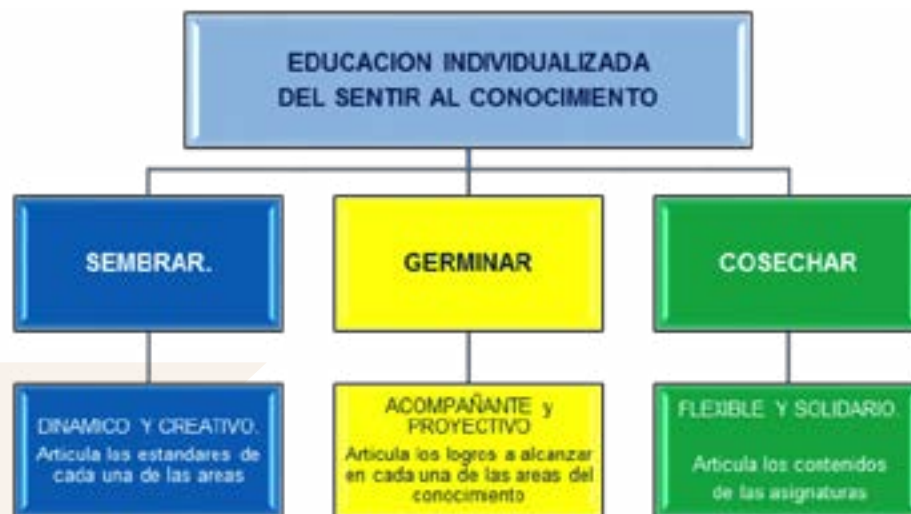 EDUCACION INDIVIDUALIZADA
DEL SENTIR AL CONOCIMIENTO
SEMBRAR.
GERMINAR
COSECHAR
DINAMICO Y CREATIVO.
Articula los estandares de
cada una de las areas
ACOMPAÑANTE y
PROYECTIVO
Articula los logros a alcanzar
en cada una de las areas del
conocimiento
FLEXIBLE Y SOLIDARIO.
Articula los contenidos
de las asignaturas